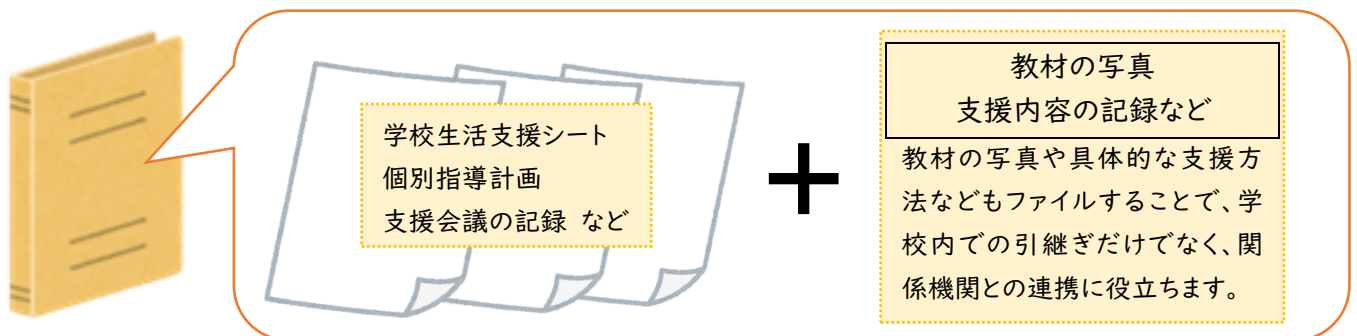 学校生活支援シート
個別指導計画
支援会議の記録 など
+
教材の写真
支援内容の記録など
教材の写真や具体的な支援方
法などもファイルすることで、学
校内での引継ぎだけでなく、関
係機関との連携に役立ちます。